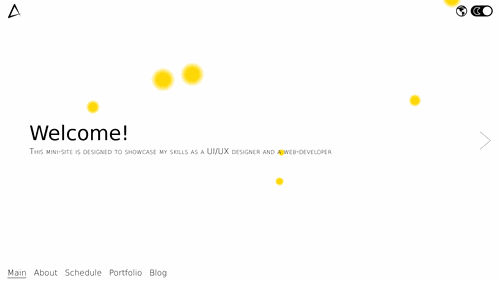 Welcome!
This mini-site is designed to showcase my skills as a UI/UX designer and a web-developer
Main About Schedule Portfolio Blog